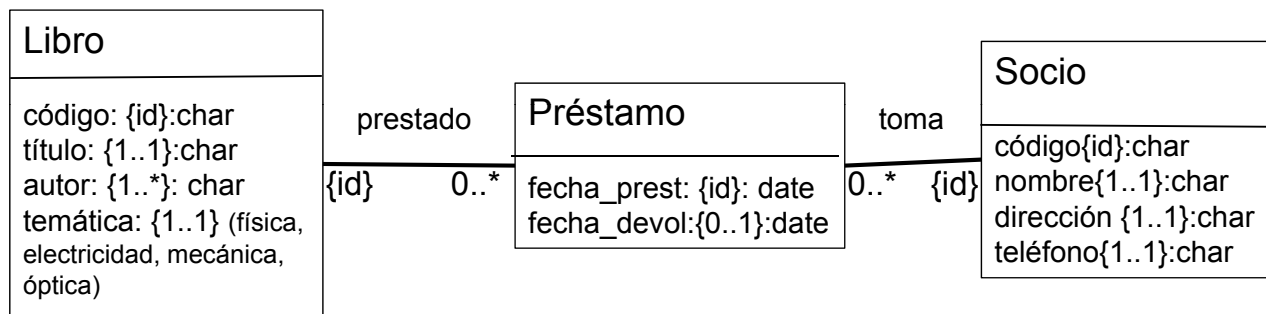 Libro
código: {id}:char
título: {1..1}:char
autor: {1..*}: char
temática: {1..1} (física,
electricidad, mecánica,
óptica)
prestado
{id}
0..*
Préstamo
fecha_prest: {id}: date
fecha_devol:{0..1}:date
toma
0..*
{id}
Socio
código{id}:char
nombre{1..1}:char
dirección {1..1}:char
teléfono{1..1}:char